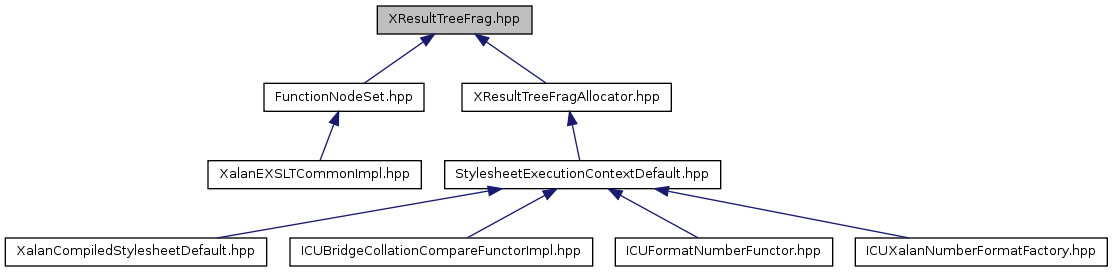 XResultTreeFrag.hpp
FunctionNodeSet.hpp
XResultTreeFragAllocator.hpp
XalanEXSLTCommonImpl.hpp
StylesheetExecutionContextDefault.hpp
XalanCompiledStylesheetDefault.hpp
ICUBridgeCollationCompareFunctorImpl.hpp
ICUFormatNumberFunctor.hpp
ICUXalanNumberFormatFactory.hpp